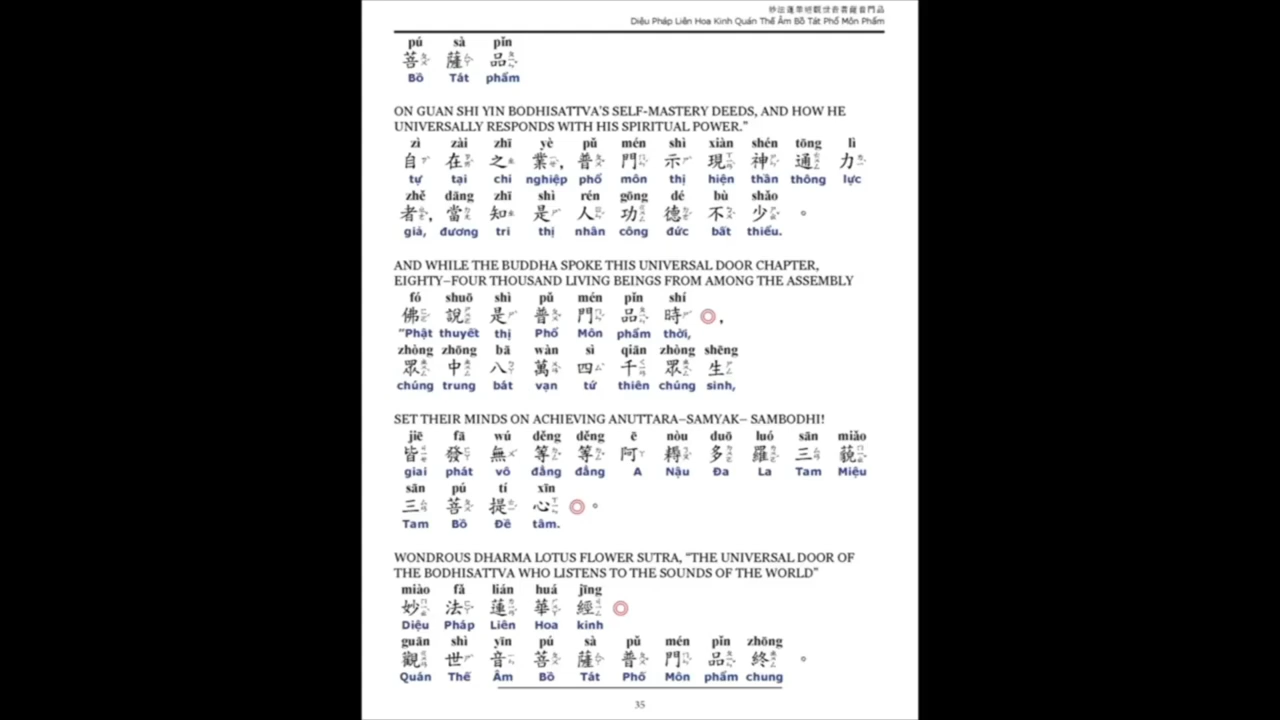 妙法蓮華經觀世音菩薩普門品
Diệu Pháp Liên Hoa Kinh Quán Thế Âm Bồ Tát Phổ Môn Phẩm
pú sà pǐn
菩 薩 品
Bồ Tát phẩm
ON GUAN SHI YIN BODHISATTVA'S SELF-MASTERY DEEDS, AND HOW HE
UNIVERSALLY RESPONDS WITH HIS SPIRITUAL POWER."
zì zài zhī yè pǔ mén shì xiàn shén tōng lì
自 在 之 業, 普 門 示 現 神 通 力
tự tại chi nghiệp phổ môn thị hiện thần thông lực
zhě dāng zhī shì rén gōng dé bù shǎo
者, 當 知 是 人 功 德 不 少 。
giả, đương tri thị nhân công đức bất thiểu.
AND WHILE THE BUDDHA SPOKE THIS UNIVERSAL DOOR CHAPTER,
EIGHTY–FOUR THOUSAND LIVING BEINGS FROM AMONG THE ASSEMBLY
fó shuō shì pǔ mén pǐn shí
佛 說 是 普 門 品 時 ◎,
"Phật thuyết thị Phổ Môn phẩm thời,
zhòng zhōng bā wàn sì qiān zhòng shēng
眾 中 八 萬 四 千 眾 生
chúng trung bát vạn tứ thiên chúng sinh,
SET THEIR MINDS ON ACHIEVING ANUTTARA–SAMYAK– SAMBODHI!
jiē fā wú děng děng ē nòu duō luó sān miǎo
皆 發 無 等 等 阿 耨 多 羅 三 藐
giai phát vô đẳng đẳng A Nậu Đa La Tam Miệu
sān pú tí xīn
三 菩 提 心 ◎ 。
Tam Bồ Đề tâm.
WONDROUS DHARMA LOTUS FLOWER SUTRA, "THE UNIVERSAL DOOR OF
THE BODHISATTVA WHO LISTENS TO THE SOUNDS OF THE WORLD"
miào fǎ lián huá jīng
妙 法 蓮 華 經 ◎
Diệu Pháp Liên Hoa kinh
guān shì yīn pú sà pǔ mén pǐn zhōng
觀 世 音 菩 薩 普 門 品 終 。
Quán Thế Âm Bồ Tát Phổ Môn phẩm chung
35